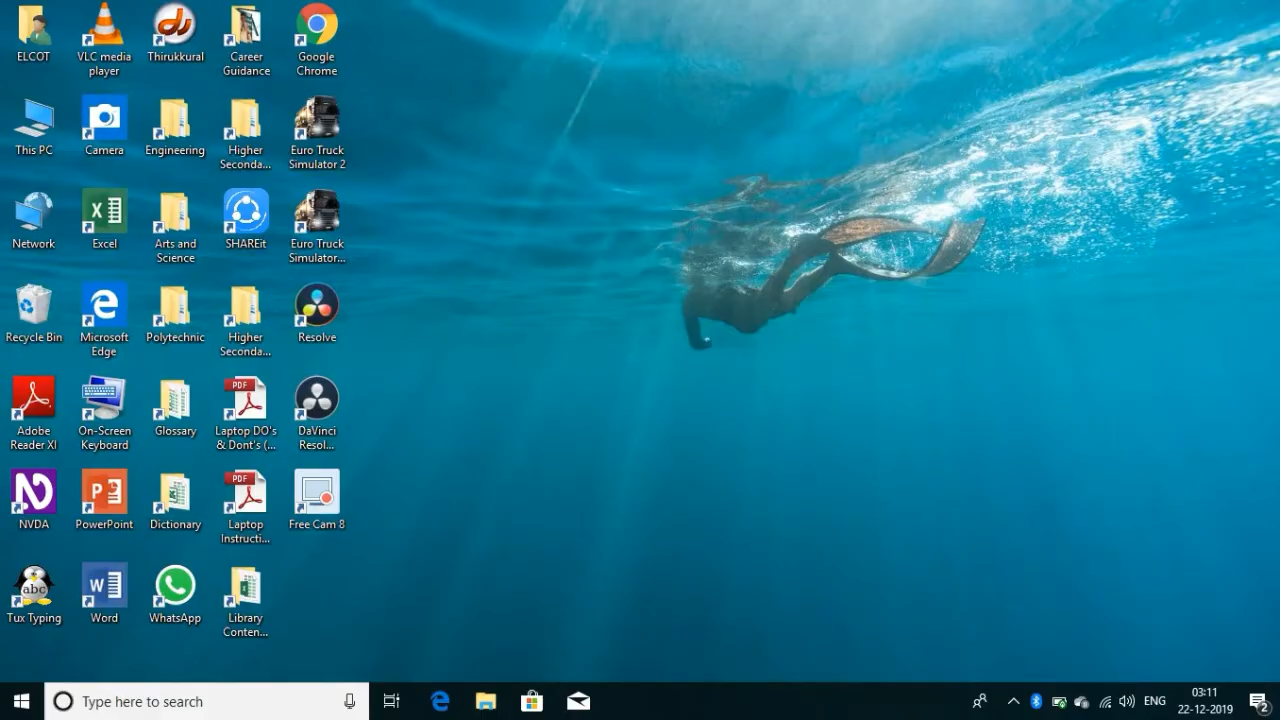 ELCOT
VLC media
player
Thirukkural
Career
Guidance
Google
Chrome
This PC
Camera
Engineering
Higher
Seconda...
Euro Truck
Simulator 2
Network
Excel
Arts and
Science
SHAREit
Euro Truck
Simulator...
Recycle Bin
Microsoft
Edge
Polytechnic
Higher
Seconda...
Resolve
Adobe
Reader XI
On-Screen
Keyboard
Glossary
PDF
Laptop DO's
& Dont's (...
DaVinci
Resol...
NVDA
PowerPoint
Dictionary
PDF
Laptop
Instructi...
Free Cam 8
abc
Tux Typing
Word
WhatsApp
Library
Conten...
Type here to search
ENG
03:11
22-12-2019
2